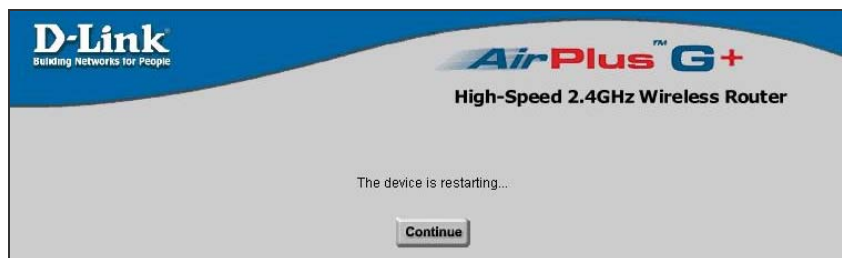 D-Link
Building Networks for People
AirPlus™ G+
High-Speed 2.4GHz Wireless Router
The device is restarting...
Continue